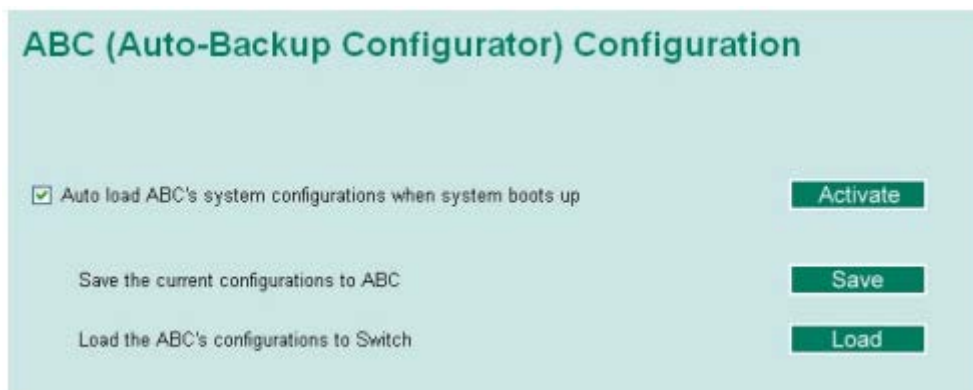 ABC (Auto-Backup Configurator) Configuration
Auto load ABC's system configurations when system boots up
Activate
Save the current configurations to ABC
Save
Load the ABC's configurations to Switch
Load